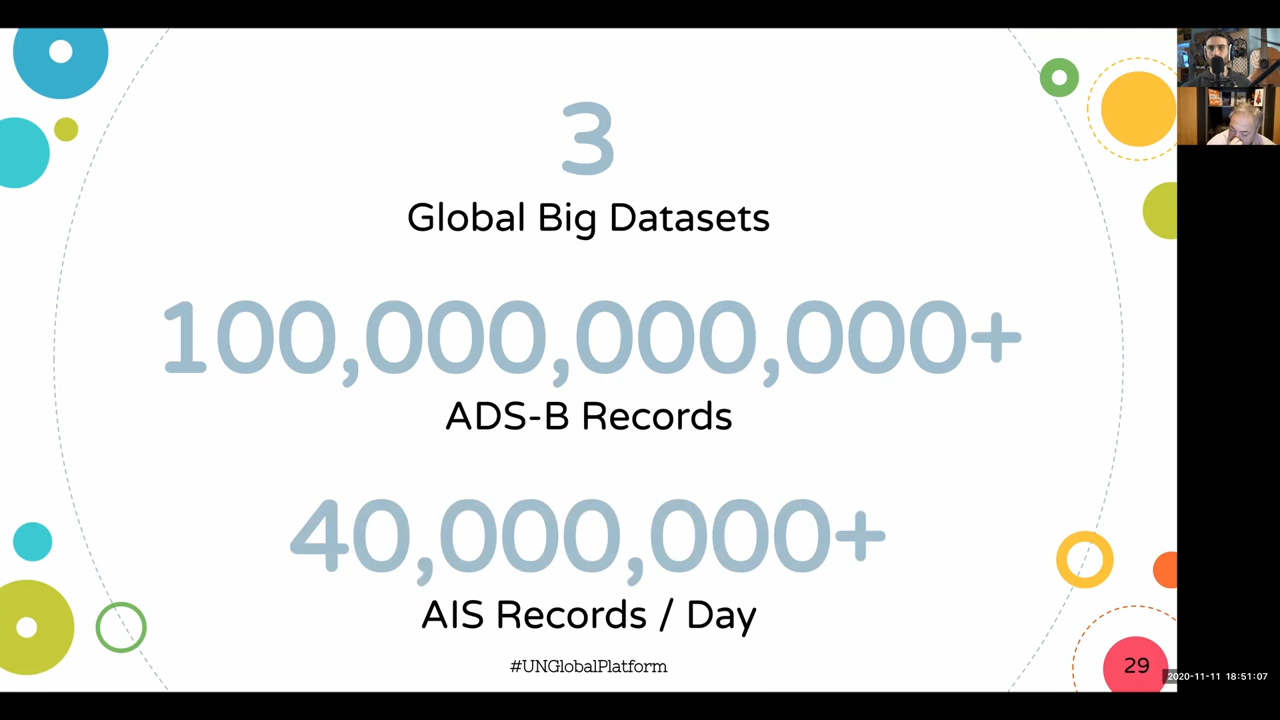 3
Global Big Datasets
100,000,000,000+
ADS-B Records
40,000,000+
AIS Records / Day
#UNGlobalPlatform
29
2020-11-11 18:51:07